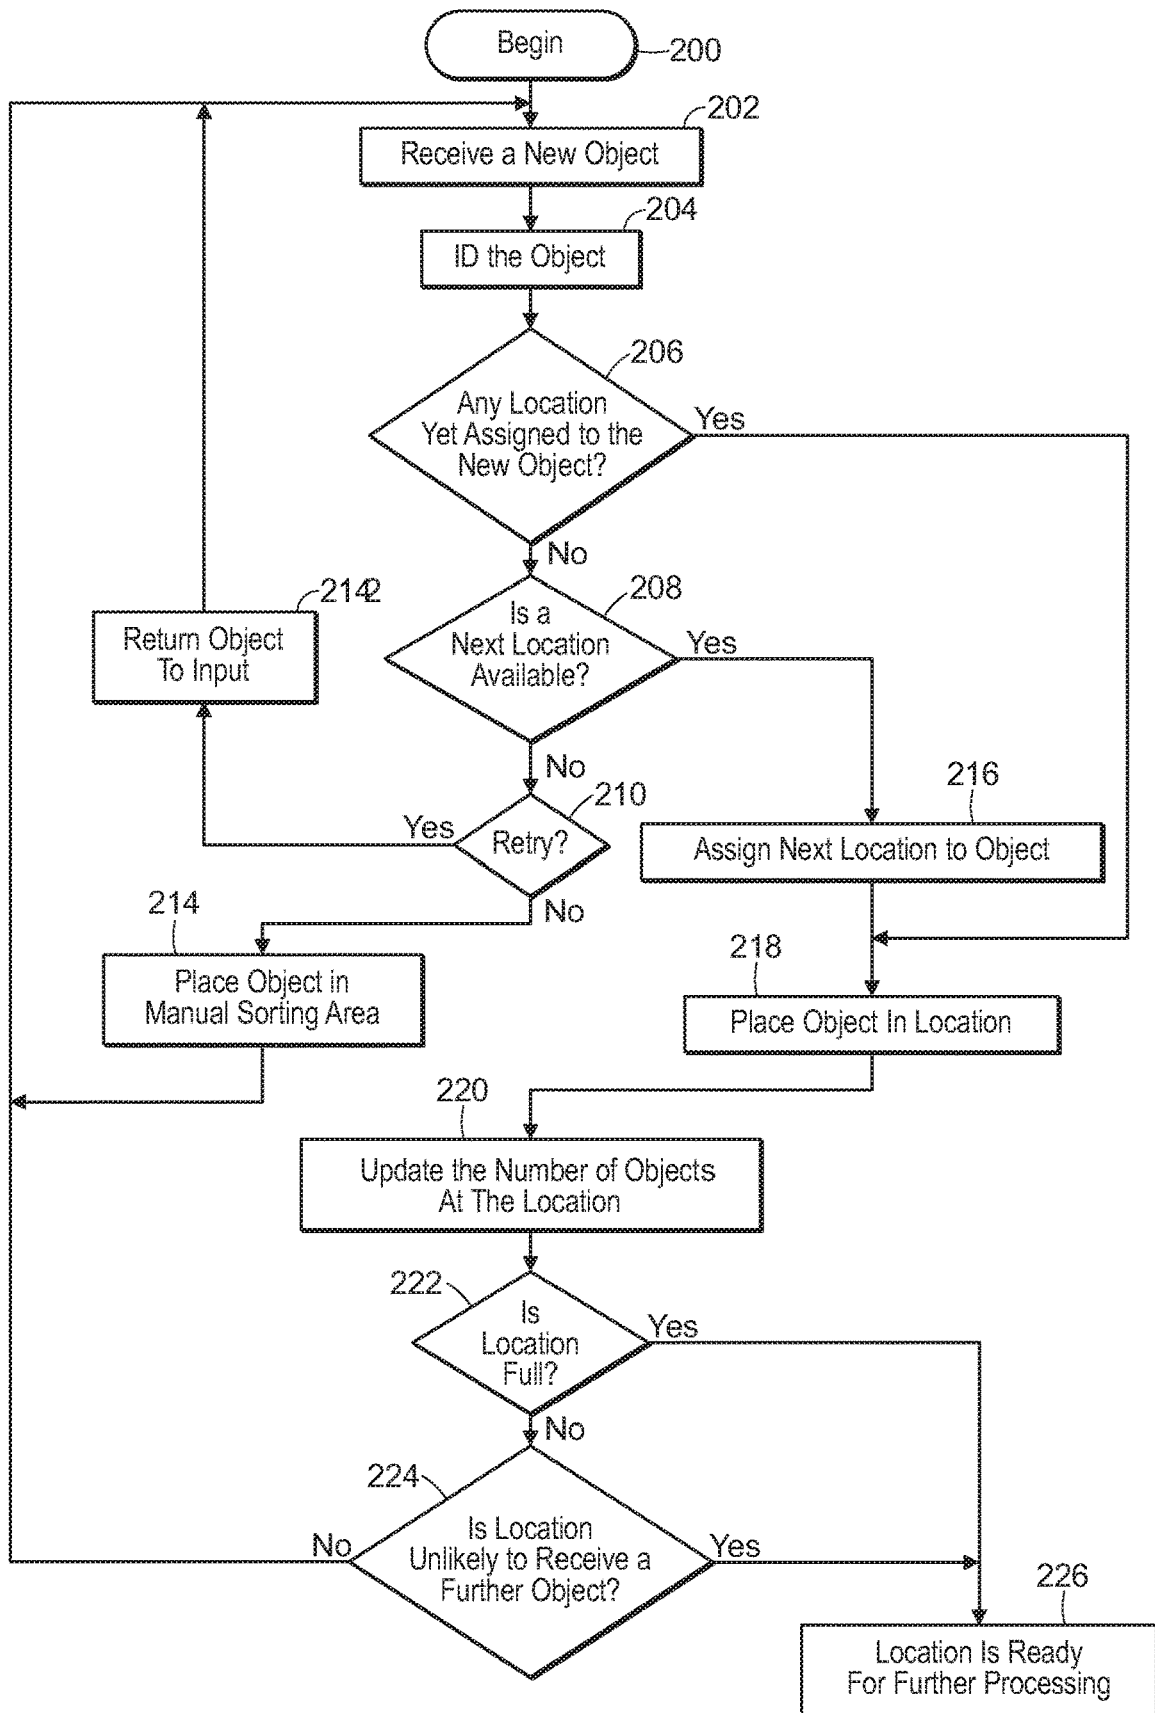 Begin
200
202
Receive a New Object
204
ID the Object
206
Any Location
Yet Assigned to the
New Object?
Yes
No
208
Is a
Next Location
Available?
Yes
2142
Return Object
To Input
No
210
Retry?
Yes
216
Assign Next Location to Object
No
214
Place Object in
Manual Sorting Area
218
Place Object In Location
220
Update the Number of Objects
At The Location
222
Is
Location
Full?
Yes
No
224
Is Location
Unlikely to Receive a
Further Object?
No
Yes
226
Location Is Ready
For Further Processing